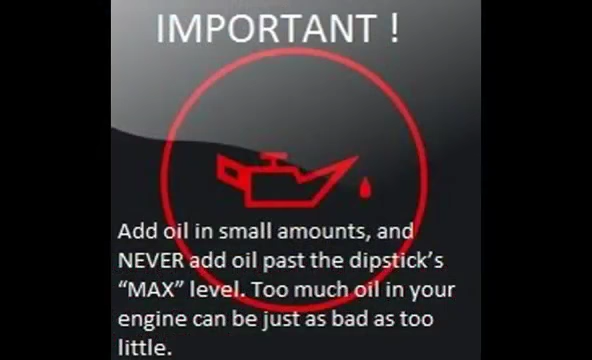 IMPORTANT !
Add oil in small amounts, and
NEVER add oil past the dipstick's
“MAX” level. Too much oil in your
engine can be just as bad as too
little.